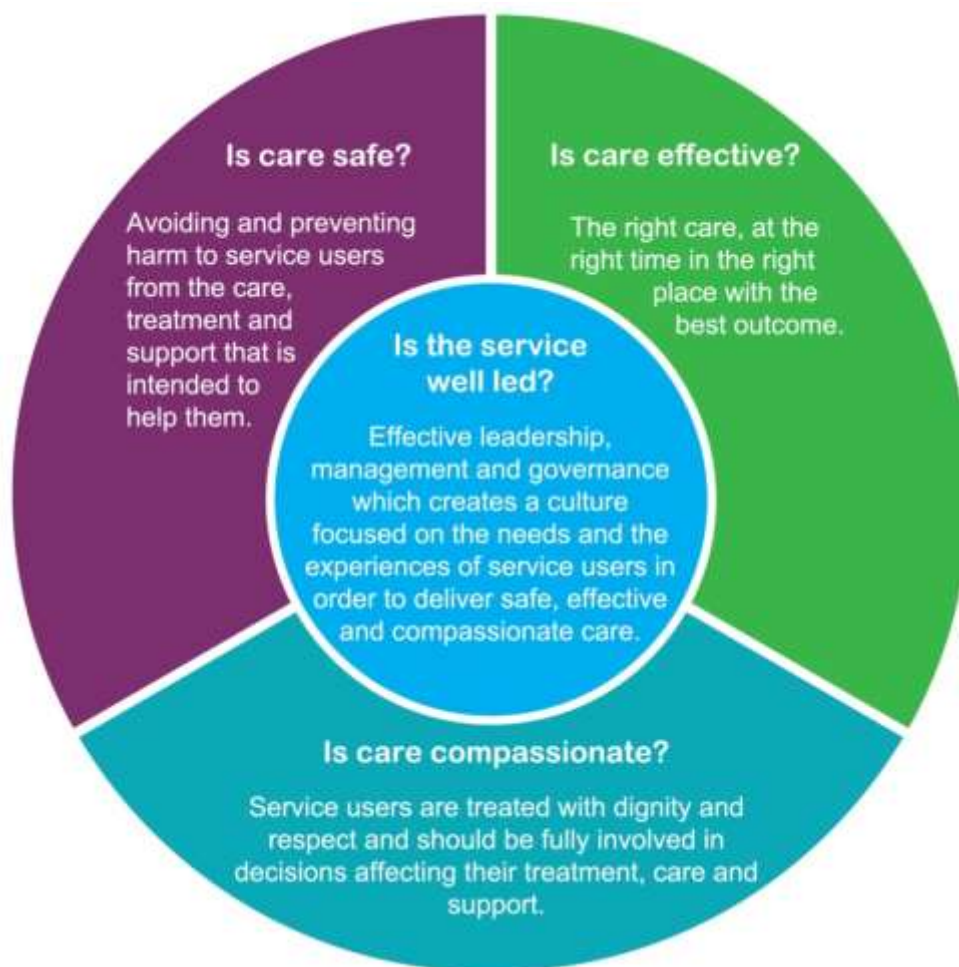 Is care safe?
Avoiding and preventing
harm to service users
from the care,
treatment and
support that is
intended to
help them.
Is care effective?
The right care, at the
right time in the right
place with the
best outcome.
Is the service
well led?
Effective leadership,
management and governance
which creates a culture
focused on the needs and the
experiences of service users in
order to deliver safe, effective
and compassionate care.
Is care compassionate?
Service users are treated with dignity and
respect and should be fully involved in
decisions affecting their treatment, care and
support.